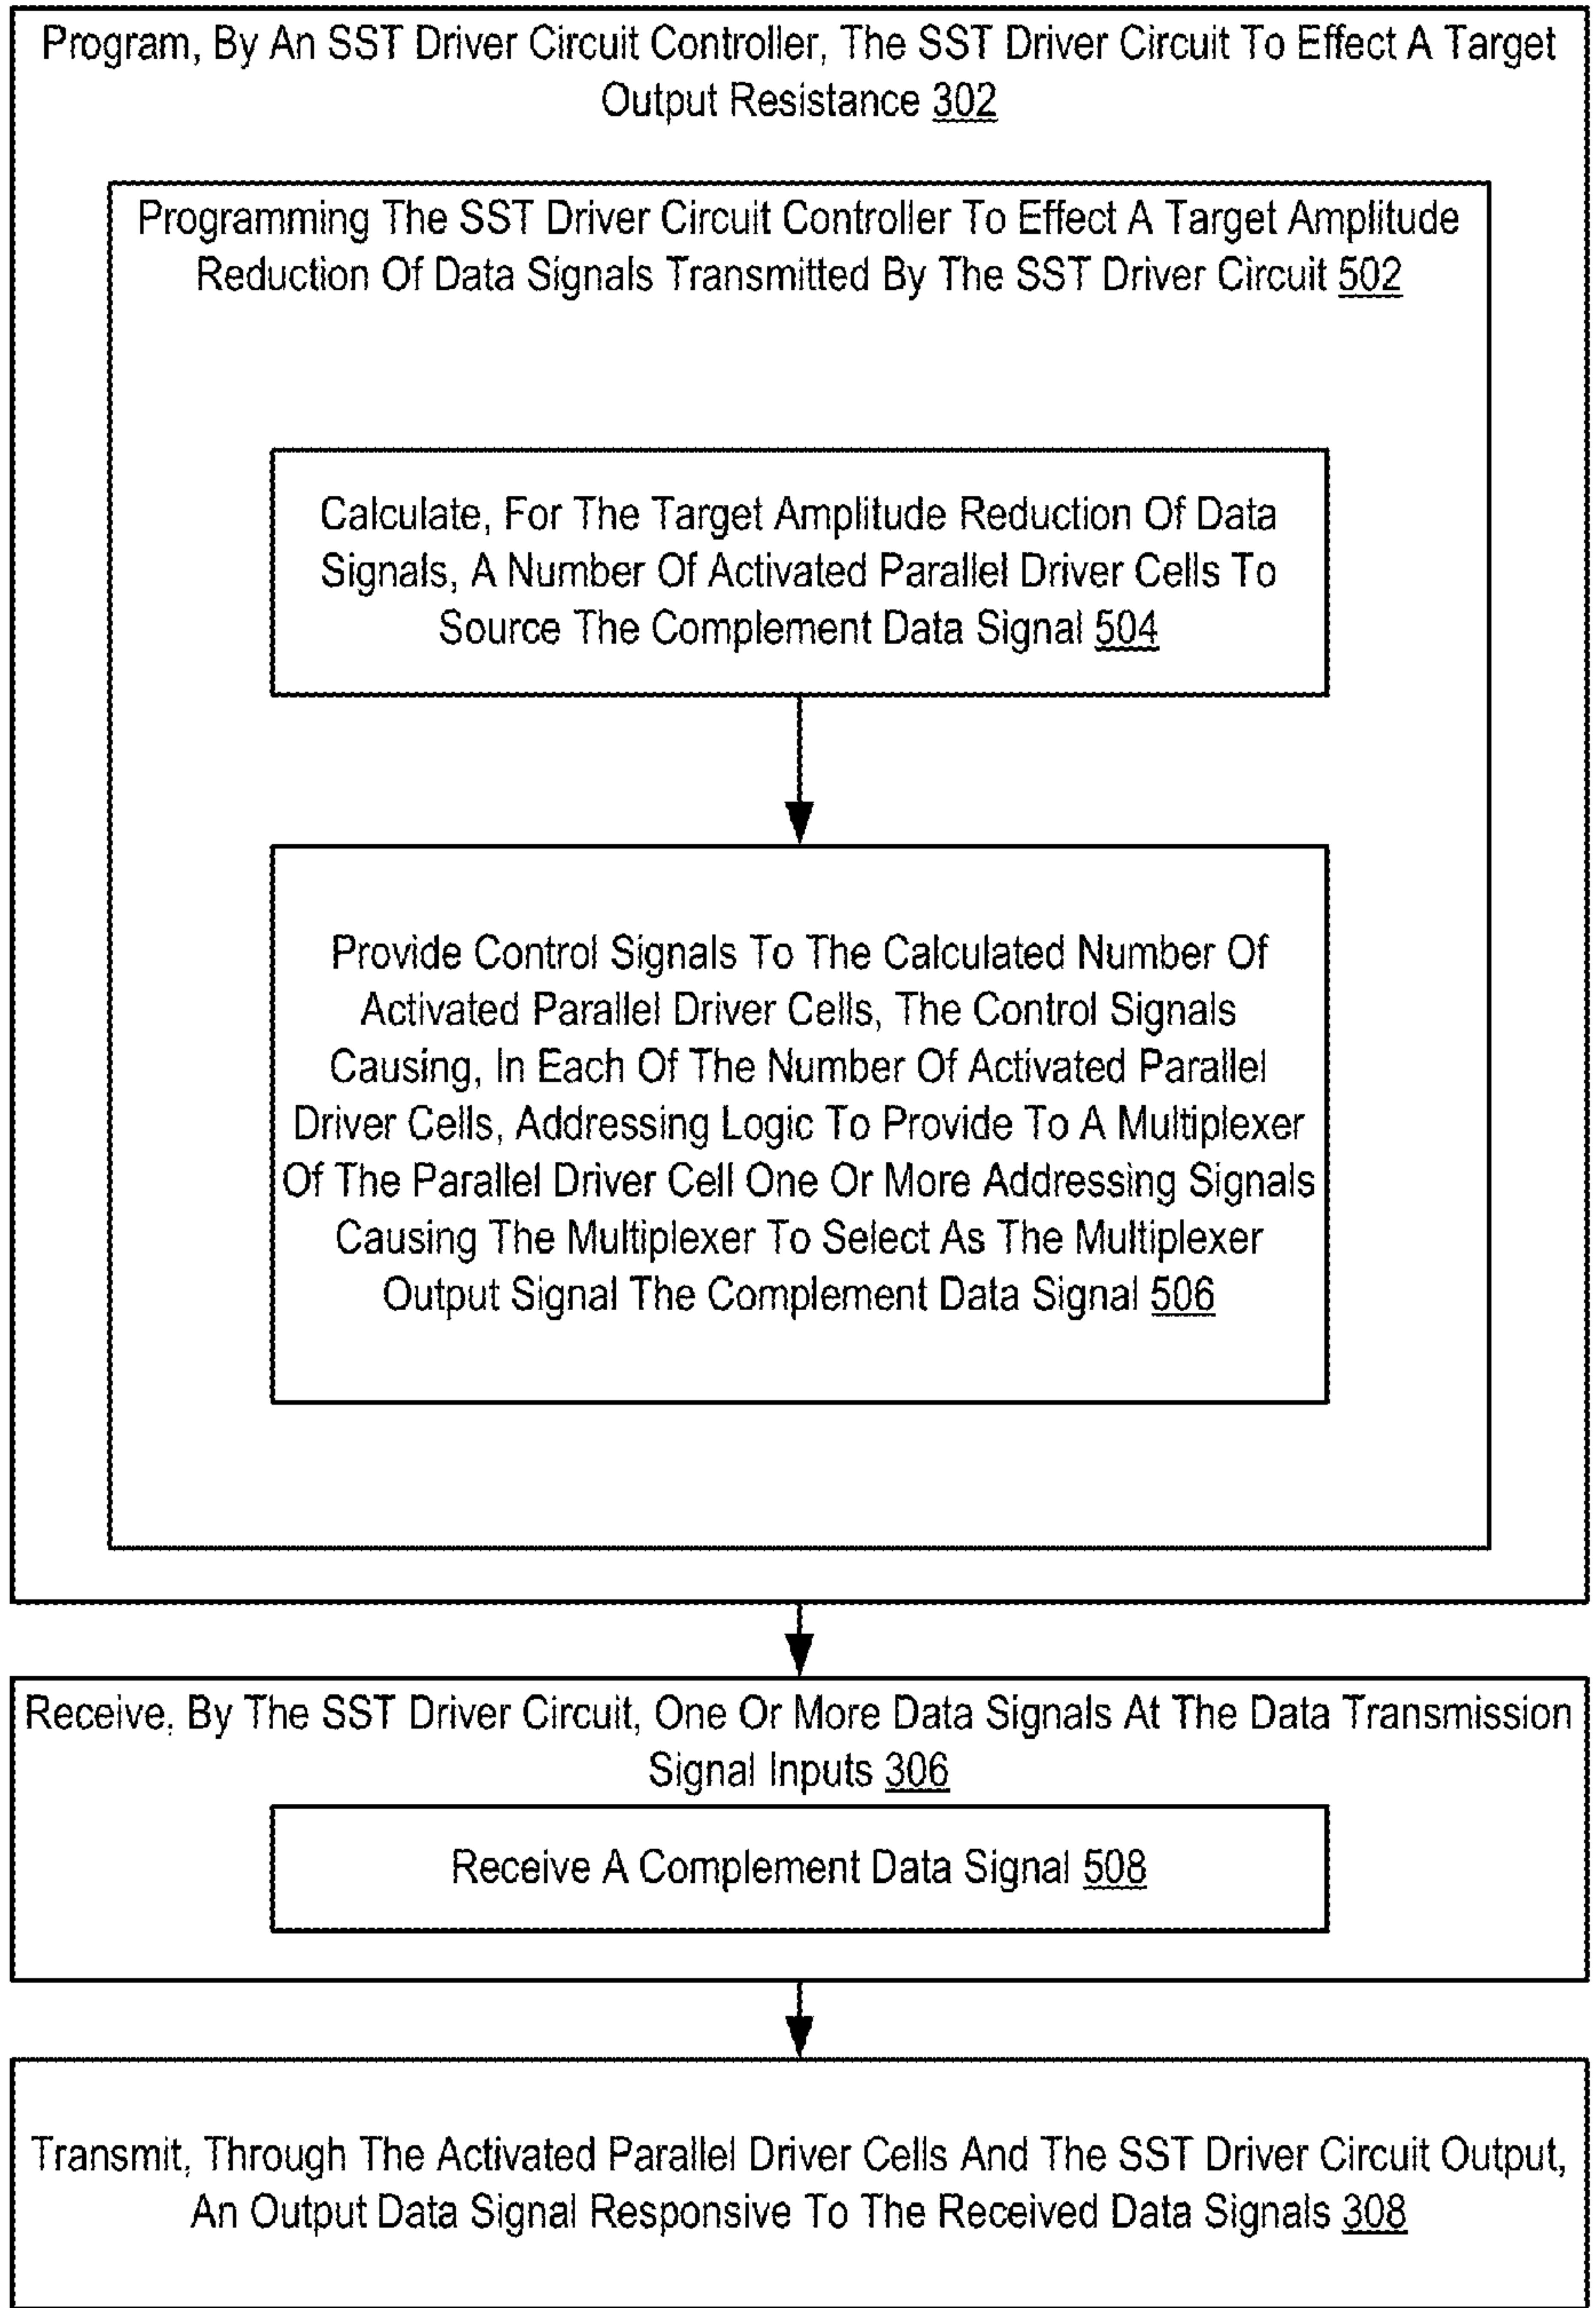 Program, By An SST Driver Circuit Controller, The SST Driver Circuit To Effect A Target
Output Resistance 302
Programming The SST Driver Circuit Controller To Effect A Target Amplitude
Reduction Of Data Signals Transmitted By The SST Driver Circuit 502
Calculate, For The Target Amplitude Reduction Of Data
Signals, A Number Of Activated Parallel Driver Cells To
Source The Complement Data Signal 504
Provide Control Signals To The Calculated Number Of
Activated Parallel Driver Cells, The Control Signals
Causing, In Each Of The Number Of Activated Parallel
Driver Cells, Addressing Logic To Provide To A Multiplexer
Of The Parallel Driver Cell One Or More Addressing Signals
Causing The Multiplexer To Select As The Multiplexer
Output Signal The Complement Data Signal 506
Receive, By The SST Driver Circuit, One Or More Data Signals At The Data Transmission
Signal Inputs 306
Receive A Complement Data Signal 508
Transmit, Through The Activated Parallel Driver Cells And The SST Driver Circuit Output,
An Output Data Signal Responsive To The Received Data Signals 308